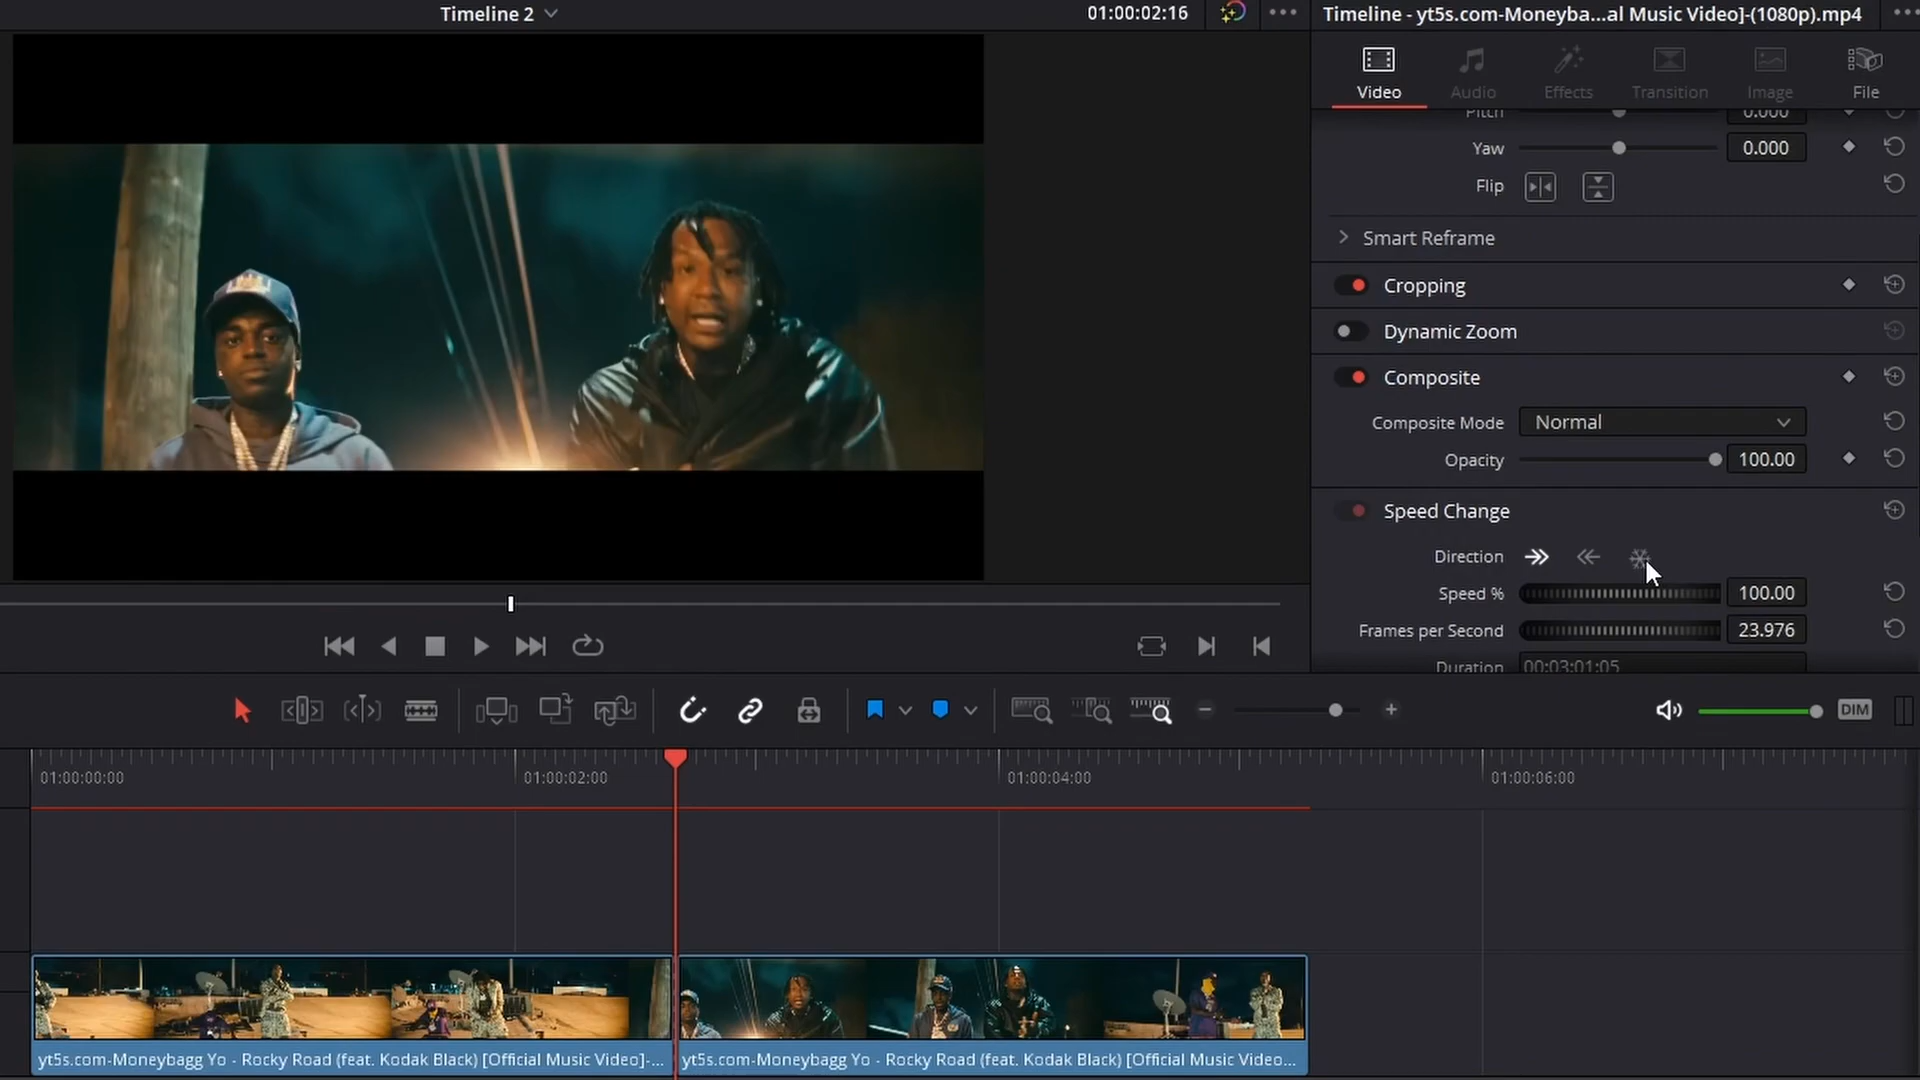 Timeline 2
01:00:02:16
Timeline - yt5s.com-Moneyba...al Music Video]-(1080p).mp4
Video
Audio
Effects
Transition
Image
File
Pitch
0.000
Yaw
0.000
Flip
Smart Reframe
Cropping
Dynamic Zoom
Composite
Composite Mode
Normal
Opacity
100.00
Speed Change
Direction
Speed %
100.00
Frames per Second
23.976
Duration
00:03:01:05
DIM
01:00:00:00
01:00:02:00
01:00:04:00
01:00:06:00
yt5s.com-Moneybagg Yo - Rocky Road (feat. Kodak Black) [Official Music Video]-...
yt5s.com-Moneybagg Yo - Rocky Road (feat. Kodak Black) [Official Music Video...